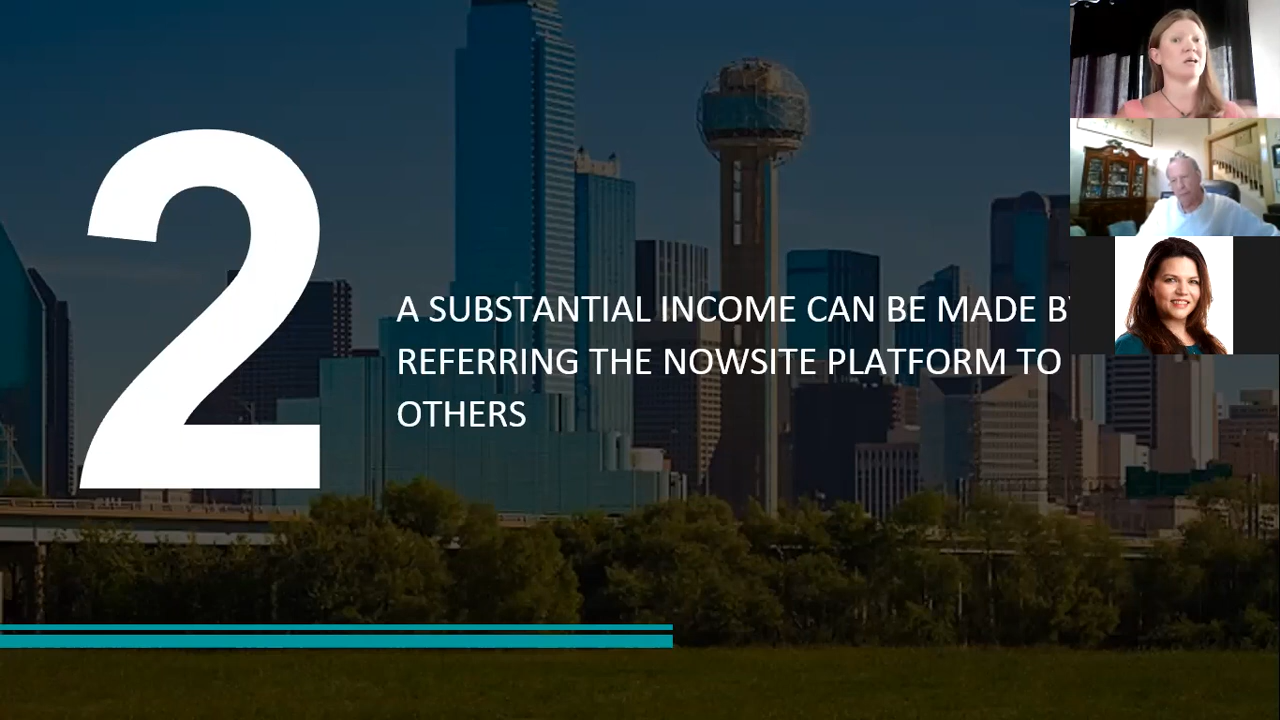 2
A SUBSTANTIAL INCOME CAN BE MADE
REFERRING THE NOWSITE PLATFORM TO
OTHERS